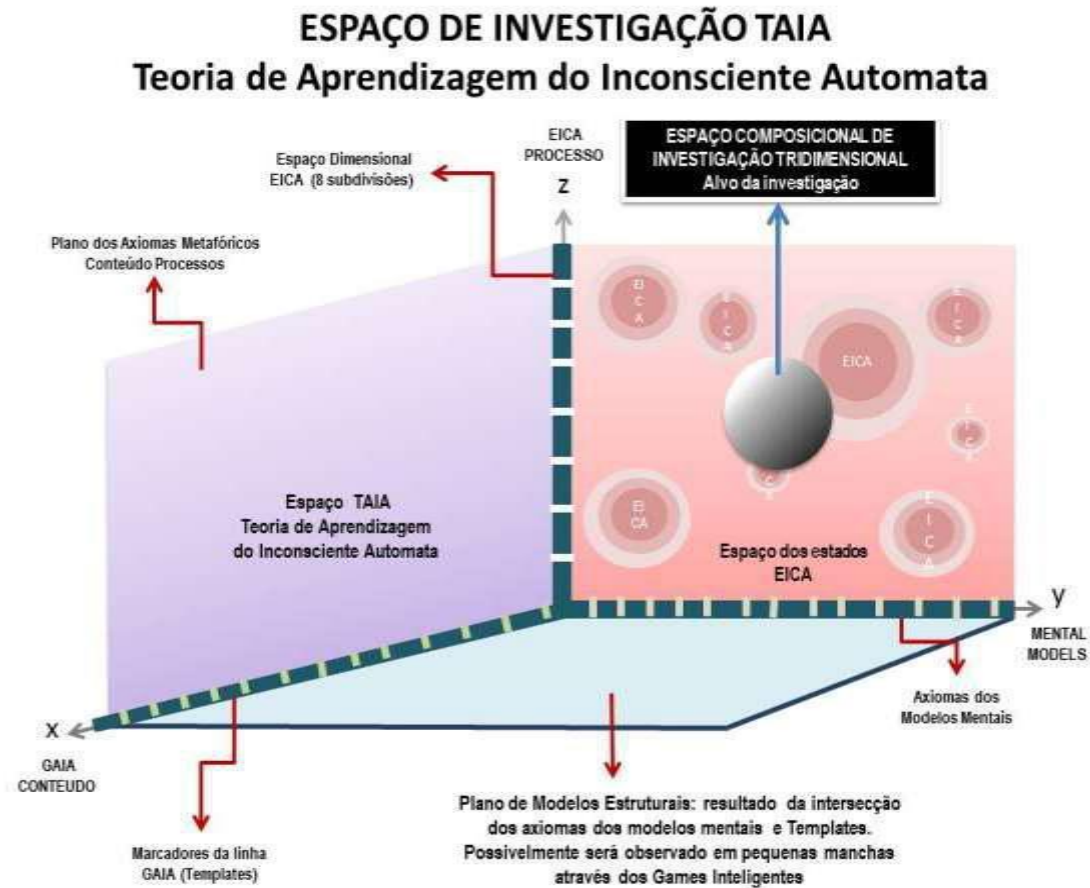 ESPAÇO DE INVESTIGAÇÃO TAIA
Teoria de Aprendizagem do Inconsciente Automata
EICA
PROCESSO
Z
ESPAÇO COMPOSICIONAL DE
INVESTIGAÇÃO TRIDIMENSIONAL
Alvo da investigação
Espaço Dimensional
EICA (8 subdivisões)
Plano dos Axiomas Metafóricos
Conteúdo Processos
EI
C
A
E
I
C
A
E
I
C
A
EICA
Espaço TAIA
Teoria de Aprendizagem
do Inconsciente Automata
EI
CA
E
I
C
A
Espaço dos estados
EICA
y
MENTAL
MODELS
Axiomas dos
Modelos Mentais
X
GAIA
CONTEUDO
Marcadores da linha
GAIA (Templates)
Plano de Modelos Estruturais: resultado da intersecção
dos axiomas dos modelos mentais e Templates.
Possivelmente será observado em pequenas manchas
através dos Games Inteligentes